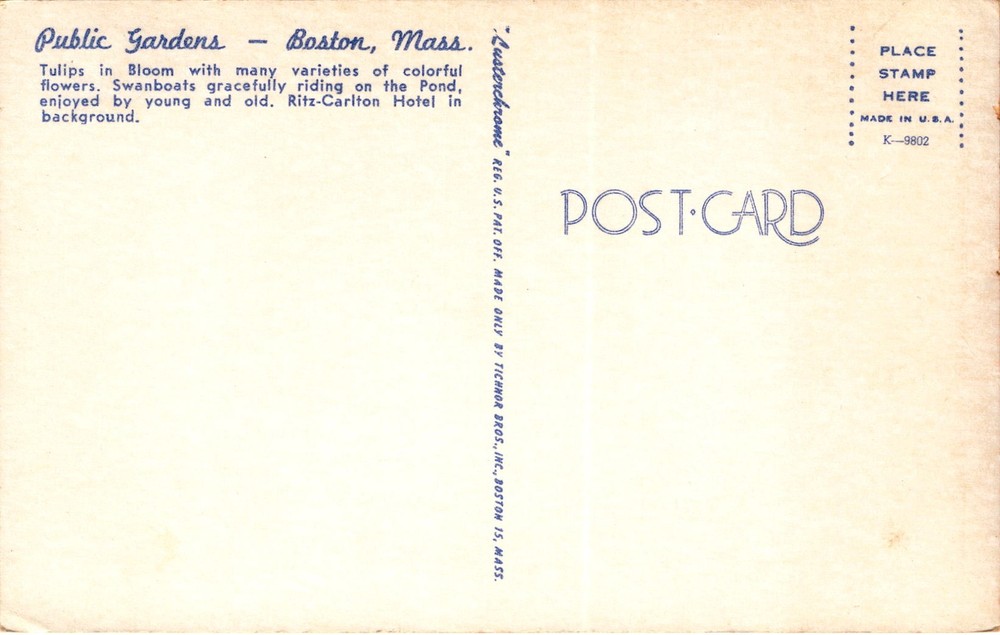 Public Gardens — Boston, Mass.
Tulips in Bloom with many varieties of colorful
flowers. Swanboats gracefully riding on the Pond,
enjoyed by young and old. Ritz-Carlton Hotel in
background.
"Lusterchrome" REG. U.S. PAT. OFF. MADE ONLY BY TICHNOR BROS., INC., BOSTON 15, MASS.
PLACE
STAMP
HERE
MADE IN U.S.A.
K—9802
POST·CARD